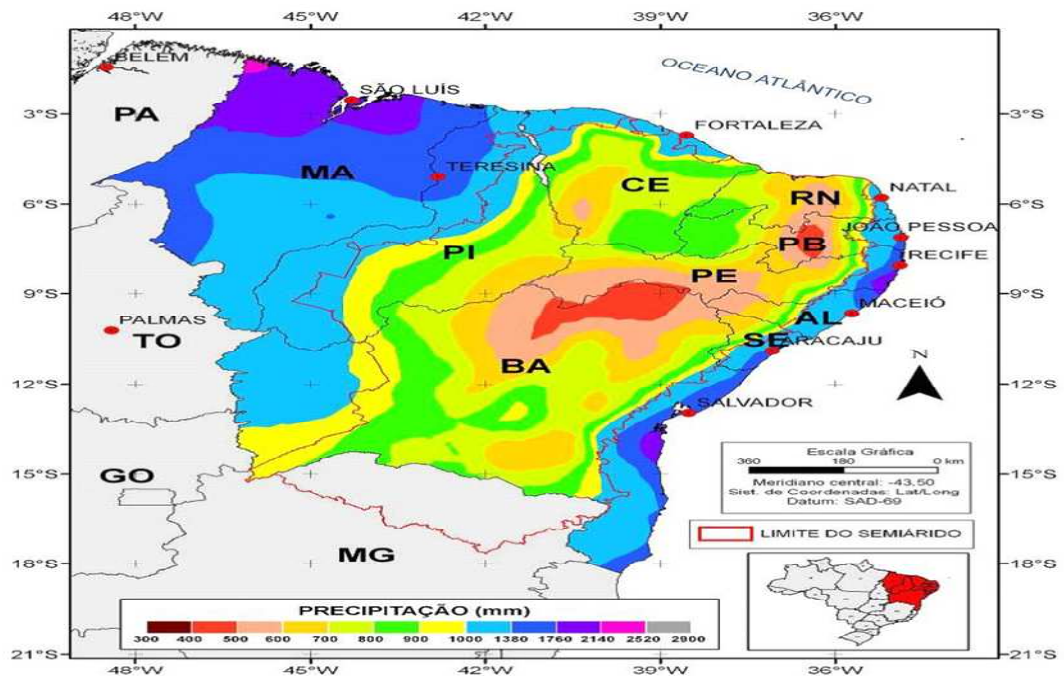 48°W 45°W 42°W 39°W 36°W
BELÉM
OCEANO ATLÂNTICO
SÃO LUÍS
PA
3°S 3°S
FORTALEZA
MA
TERESINA
CE
RN
NATAL
6°S 6°S
JOÃO PESSOA
PI
PB
RECIFE
PE
9°S 9°S
MACEIÓ
PALMAS
AL
TO
SE
ARACAJU
N
BA
12°S 12°S
SALVADOR
Escala Gráfica
360 180 0 km
15°S 15°S
GO
Meridiano central: -43,50
Sist. de Coordenadas: Lat/Long
Datum: SAD-69
LIMITE DO SEMIÁRIDO
MG
18°S 18°S
PRECIPITAÇÃO (mm)
300 400 500 600 700 800 900 1000 1380 1760 2140 2520 2900
21°S 21°S
48°W 45°W 42°W 39°W 36°W